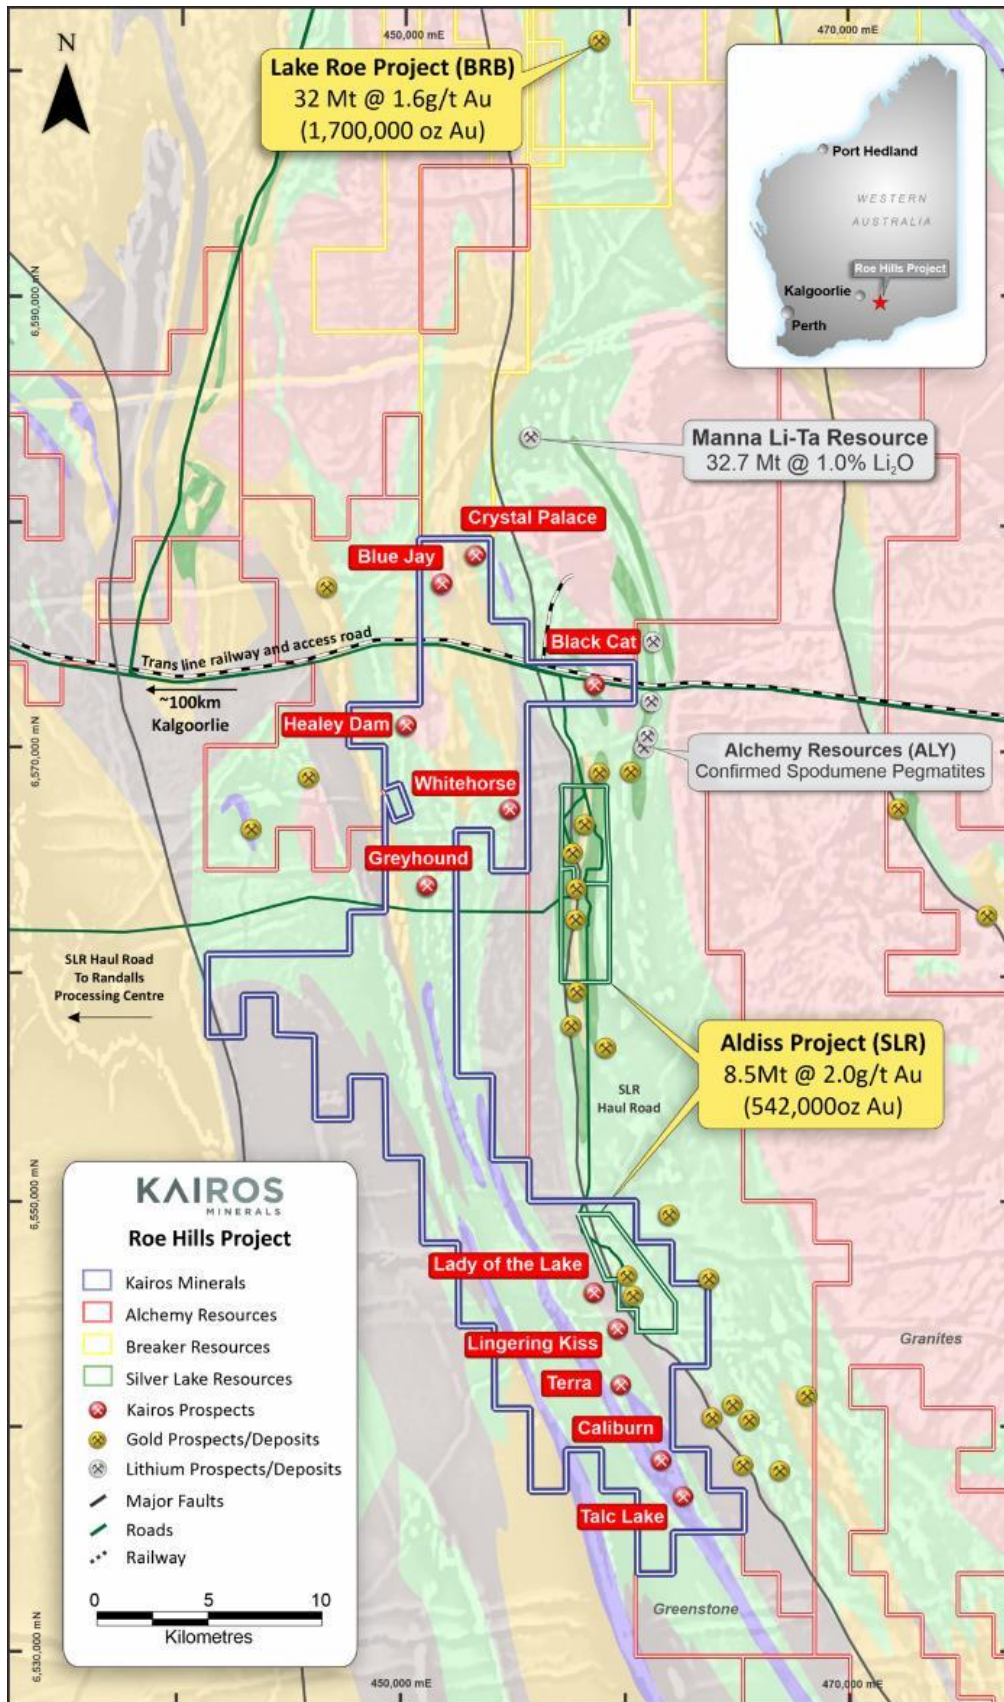 450,000 mE
470,000 mE
N
Lake Roe Project (BRB)
32 Mt @ 1.6g/t Au
(1,700,000 oz Au)
Port Hedland
WESTERN
AUSTRALIA
Roe Hills Project
Kalgoorlie
Perth
6,590,000 mN
Manna Li-Ta Resource
32.7 Mt @ 1.0% Li₂O
Crystal Palace
Blue Jay
Black Cat
Trans line railway and access road
~100km
Kalgoorlie
Healey Dam
6,570,000 mN
Alchemy Resources (ALY)
Confirmed Spodumene Pegmatites
Whitehorse
Greyhound
SLR Haul Road
To Randalls
Processing Centre
Aldiss Project (SLR)
8.5Mt @ 2.0g/t Au
(542,000oz Au)
SLR
Haul Road
6,550,000 mN
KAIROS
MINERALS
Roe Hills Project
Kairos Minerals
Alchemy Resources
Breaker Resources
Silver Lake Resources
Kairos Prospects
Gold Prospects/Deposits
Lithium Prospects/Deposits
Major Faults
Roads
Railway
0 5 10
Kilometres
Lady of the Lake
Lingering Kiss
Terra
Caliburn
Talc Lake
Granites
Greenstone
6,530,000 mN
450,000 mE
470,000 mE